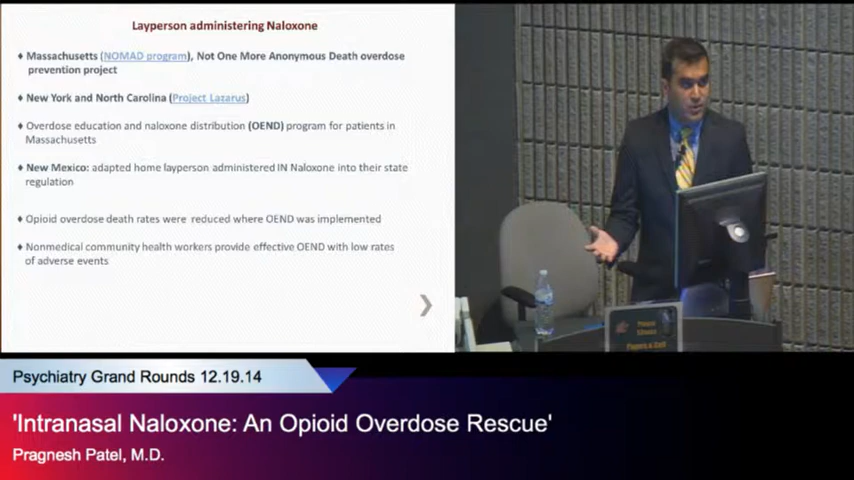 Layperson administering Naloxone
♦ Massachusetts (NOMAD program), Not One More Anonymous Death overdose
prevention project
♦ New York and North Carolina (Project Lazarus)
♦ Overdose education and naloxone distribution (OEND) program for patients in
Massachusetts
♦ New Mexico: adapted home layperson administered IN Naloxone into their state
regulation
♦ Opioid overdose death rates were reduced where OEND was implemented
♦ Nonmedical community health workers provide effective OEND with low rates
of adverse events
Psychiatry Grand Rounds 12.19.14
'Intranasal Naloxone: An Opioid Overdose Rescue'
Pragnesh Patel, M.D.